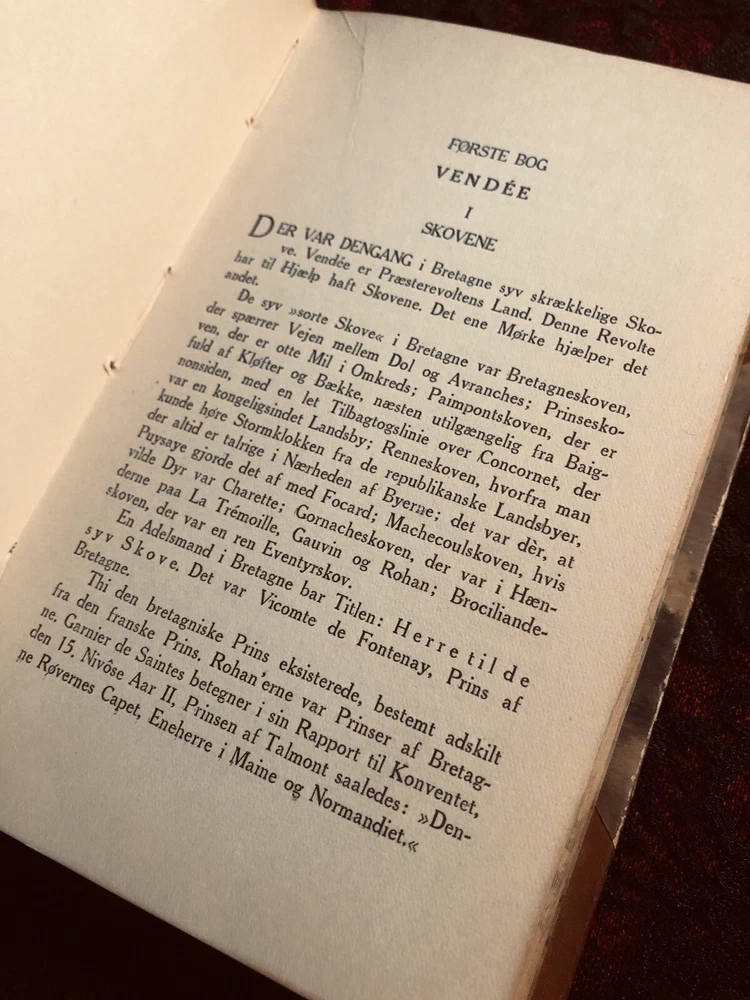 FØRSTE BOG
VENDÉE
I
SKOVENE
DER VAR DENGANG i Bretagne syv skrækkelige Sko-
ve. Vendée er Præsterevoltens Land. Denne Revolte
har til Hjælp haft Skovene. Det ene Mørke hjælper det
andet.
De syv »sorte Skove« i Bretagne var Bretagneskoven,
der spærrer Vejen mellem Dol og Avranches; Prinsesko-
ven, der er otte Mil i Omkreds; Paimpontskoven, der er
fuld af Kløfter og Bække, næsten utilgængelig fra Baig-
nonsiden, med en let Tilbagtogslinie over Concornet, der
var en kongeligsindet Landsby; Renneskoven, hvorfra man
kunde høre Stormklokken fra de republikanske Landsbyer,
der altid er talrige i Nærheden af Byerne; det var dèr, at
Puysaye gjorde det af med Focard; Machecoulskoven, hvis
vilde Dyr var Charette; Gornacheskoven, der var i Hæn-
derne paa La Trémoille, Gauvin og Rohan; Brociliande-
skoven, der var en ren Eventyrskov.
En Adelsmand i Bretagne bar Titlen: Herre til de
syv Skove. Det var Vicomte de Fontenay, Prins af
Bretagne.
Thi den bretagniske Prins eksisterede, bestemt adskilt
fra den franske Prins. Rohan'erne var Prinser af Bretag-
ne. Garnier de Saintes betegner i sin Rapport til Konventet,
den 15. Nivôse Aar II, Prinsen af Talmont saaledes: »Den-
ne Røvernes Capet, Eneherre i Maine og Normandiet.«